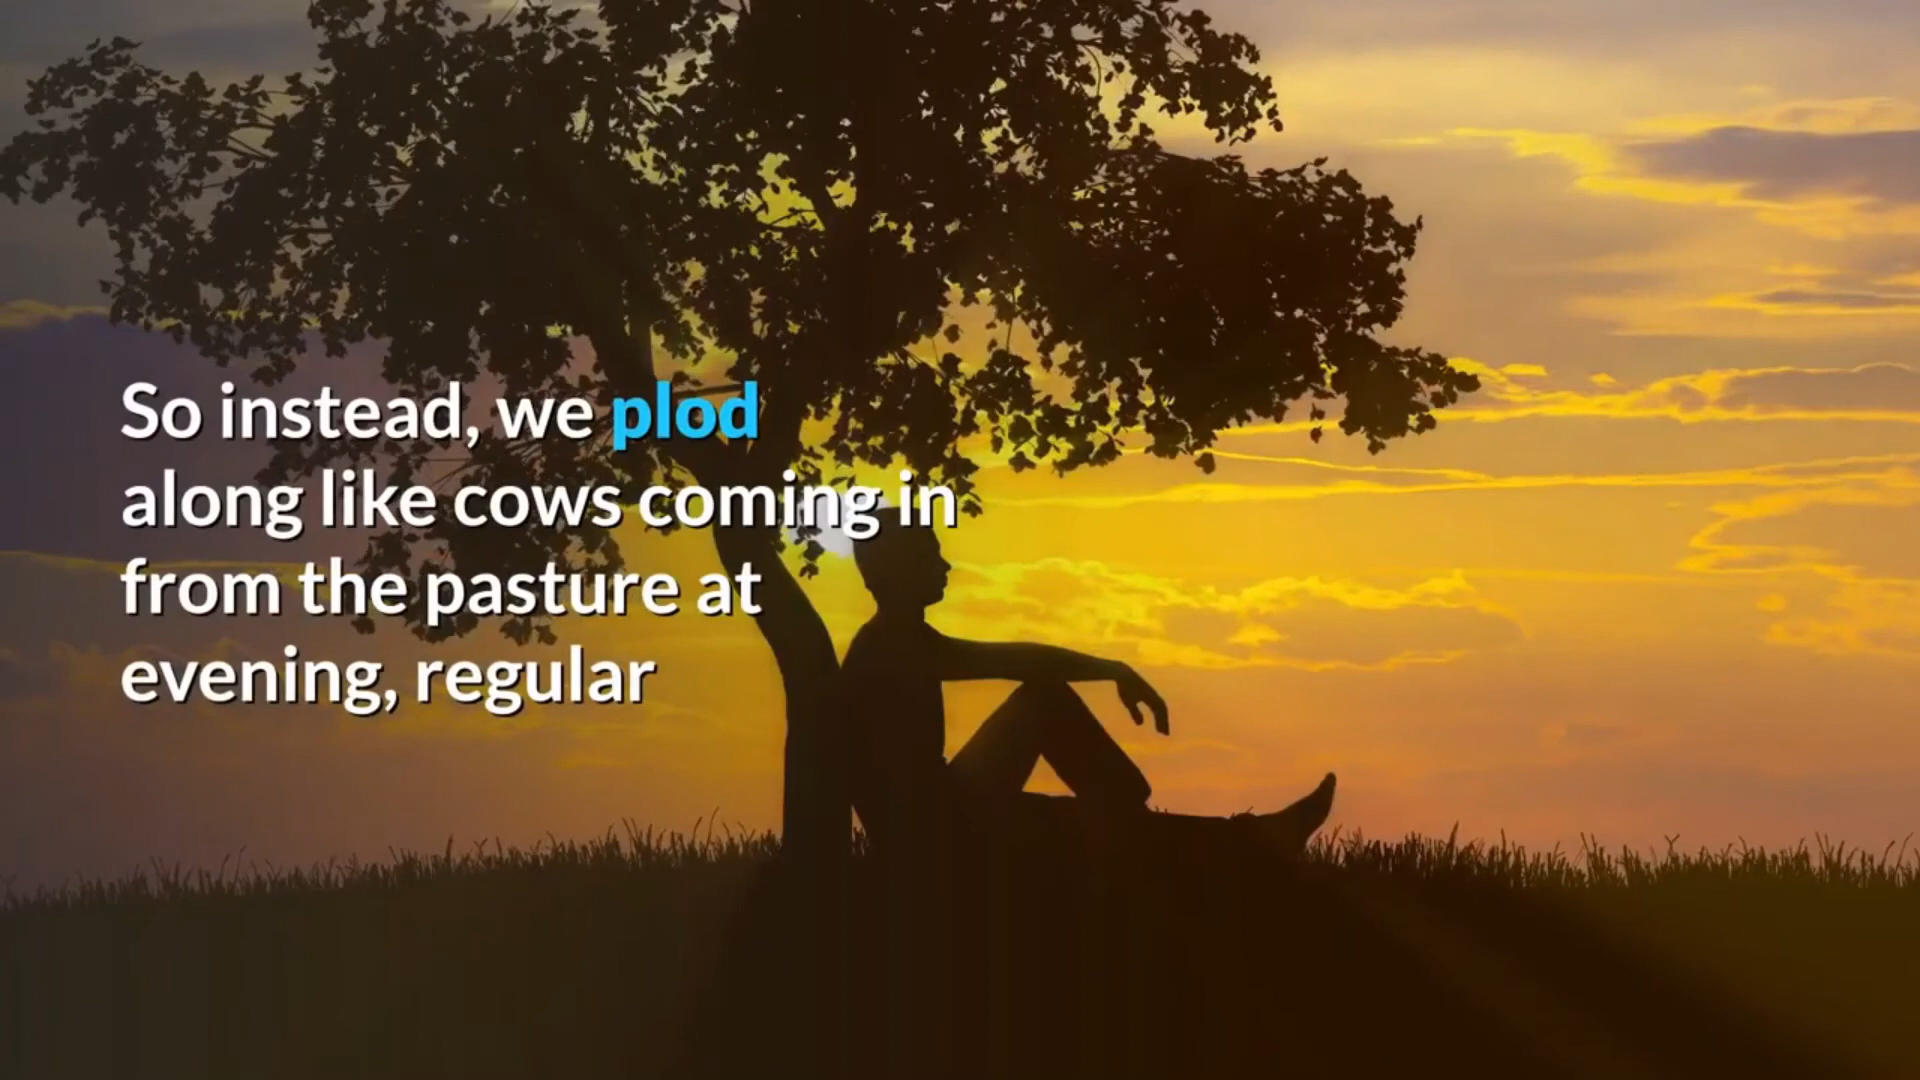 So instead, we plod
along like cows coming in
from the pasture at
evening, regular